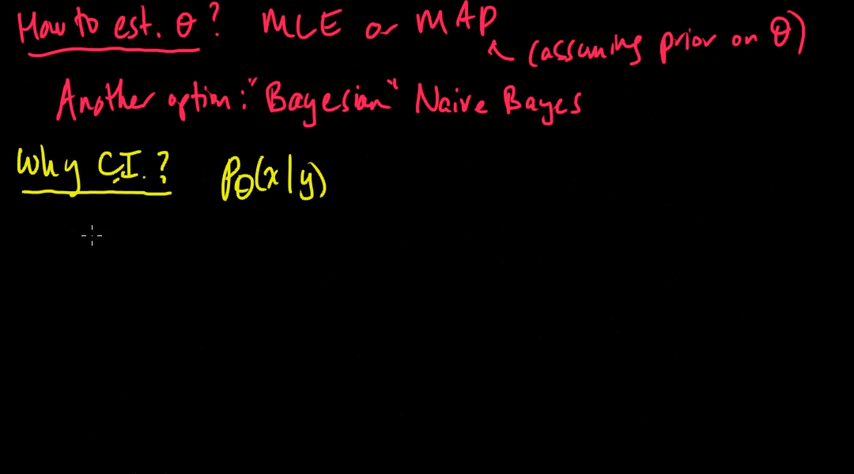 How to est. θ? MLE or MAP
(assuming prior on θ)
Another option: "Bayesian" Naive Bayes
Why C.I.? pθ(x|y)